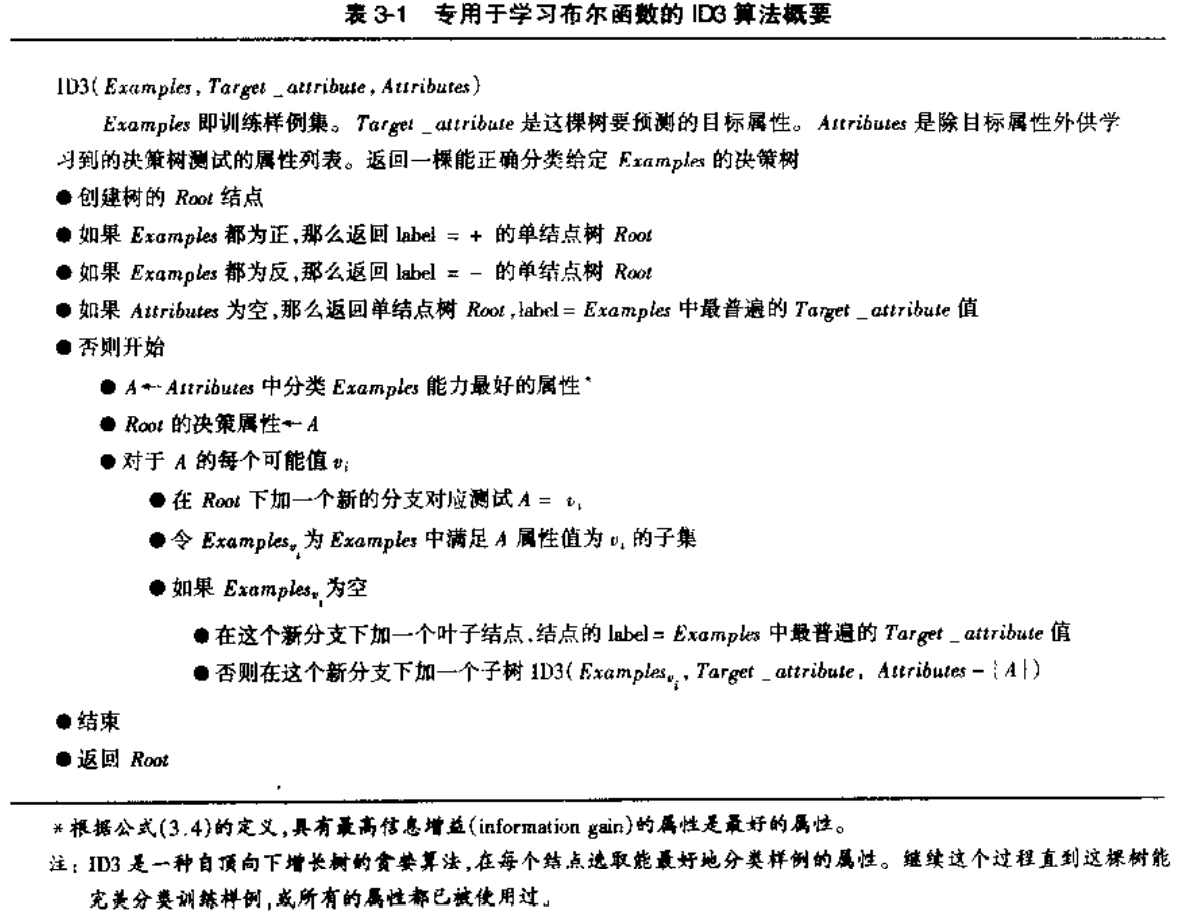 表 3-1 专用于学习布尔函数的 ID3 算法概要
ID3( Examples, Target _ attribute, Attributes )
Examples 即训练样例集。 Target _ attribute 是这棵树要预测的目标属性。 Attributes 是除目标属性外供学
习到的决策树测试的属性列表。返回一棵能正确分类给定 Examples 的决策树
●创建树的 Root 结点
●如果 Examples 都为正,那么返回 label = + 的单结点树 Root
●如果 Examples 都为反,那么返回 label = - 的单结点树 Root
●如果 Attributes 为空,那么返回单结点树 Root ,label = Examples 中最普遍的 Target _ attribute 值
●否则开始
●A ← Attributes 中分类 Examples 能力最好的属性*
●Root 的决策属性← A
●对于 A 的每个可能值 vi
●在 Root 下加一个新的分支对应测试 A = vi
●令 Examplesvi 为 Examples 中满足 A 属性值为 vi 的子集
●如果 Examplesvi 为空
●在这个新分支下加一个叶子结点,结点的 label = Examples 中最普遍的 Target _ attribute 值
●否则在这个新分支下加一个子树 ID3( Examplesvi, Target _ attribute, Attributes - {A})
●结束
●返回 Root
* 根据公式(3.4)的定义,具有最高信息增益(information gain)的属性是最好的属性。
注: ID3 是一种自顶向下增长树的贪婪算法,在每个结点选取能最好地分类样例的属性。继续这个过程直到这棵树能
完美分类训练样例,或所有的属性都已被使用过。